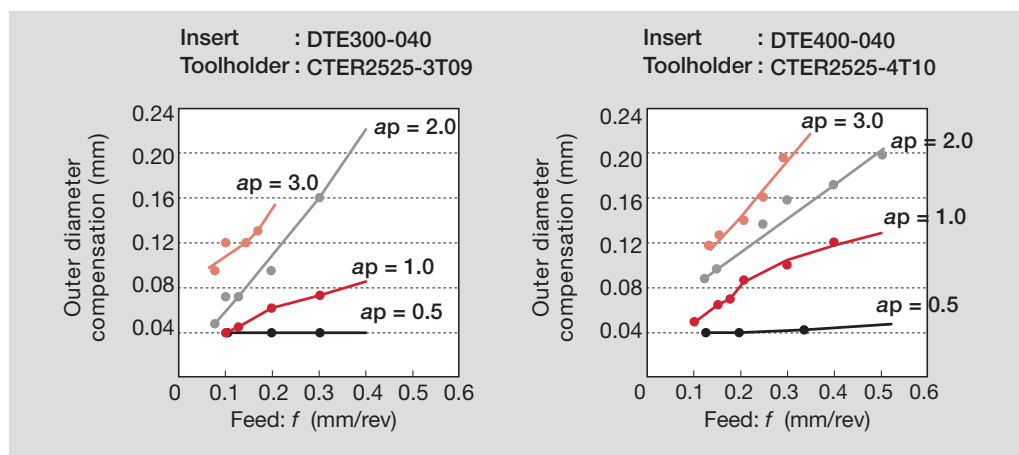 Insert : DTE300-040
Toolholder : CTER2525-3T09
Outer diameter
compensation (mm)
0.24
0.20
0.16
0.12
0.08
0.04
0
0.1 0.2 0.3 0.4 0.5 0.6
Feed: f (mm/rev)
ap = 2.0
ap = 3.0
ap = 1.0
ap = 0.5
Insert : DTE400-040
Toolholder : CTER2525-4T10
Outer diameter
compensation (mm)
0.24
0.20
0.16
0.12
0.08
0.04
0
0.1 0.2 0.3 0.4 0.5 0.6
Feed: f (mm/rev)
ap = 3.0
ap = 2.0
ap = 1.0
ap = 0.5